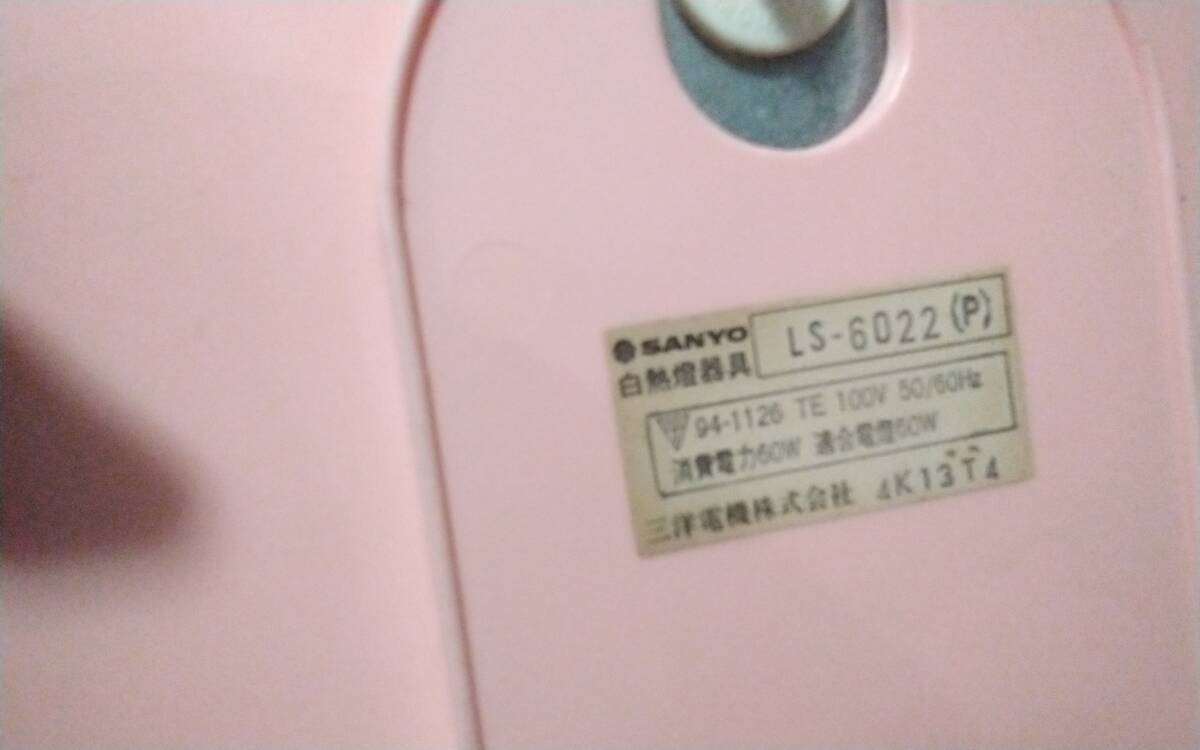 SANYO LS-6022(P)
白熱燈器具
94-1126 TE 100V 50/60Hz
消費電力60W 適合電燈60W
三洋電機株式会社 4K13T4